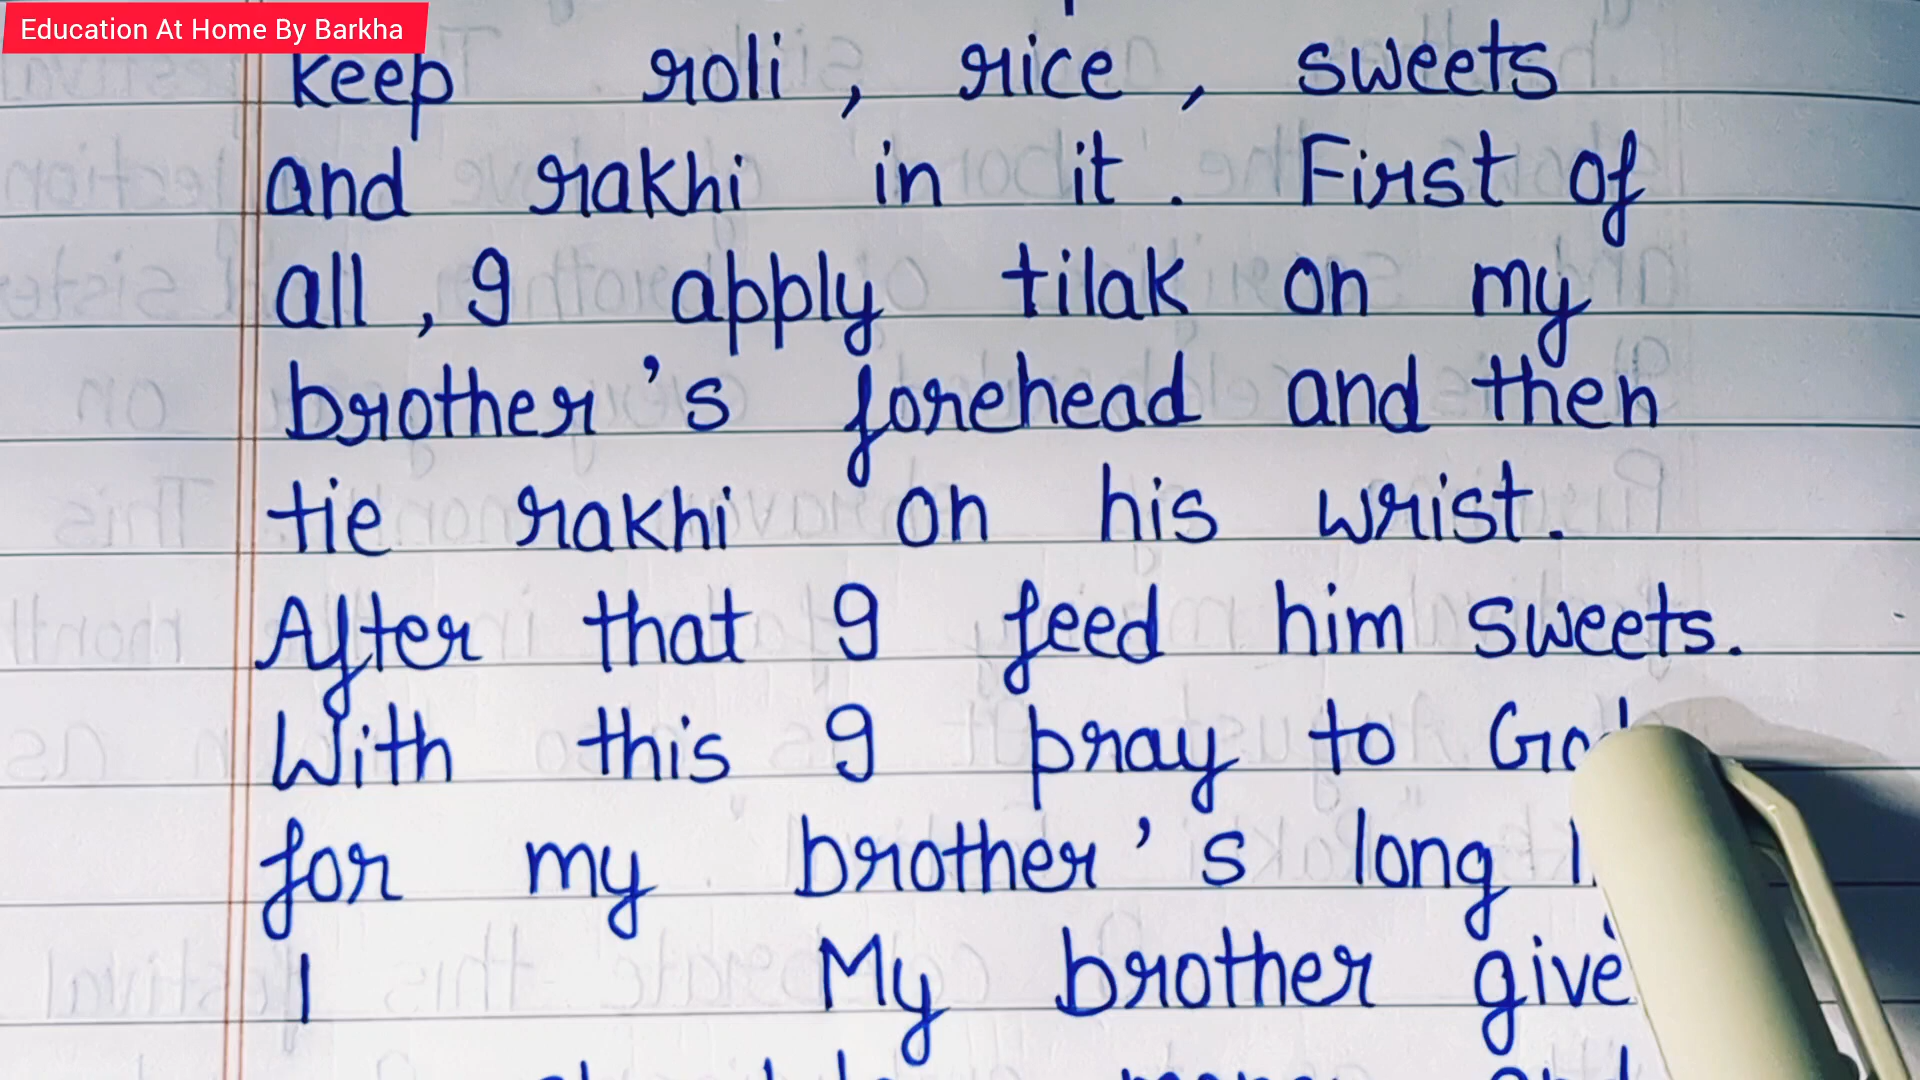 Education At Home By Barkha
keep roli, rice, sweets
and rakhi in it. First of
all, I apply tilak on my
brother's forehead and then
tie rakhi on his wrist.
After that I feed him sweets.
With this I pray to God
for my brother's long
My brother give